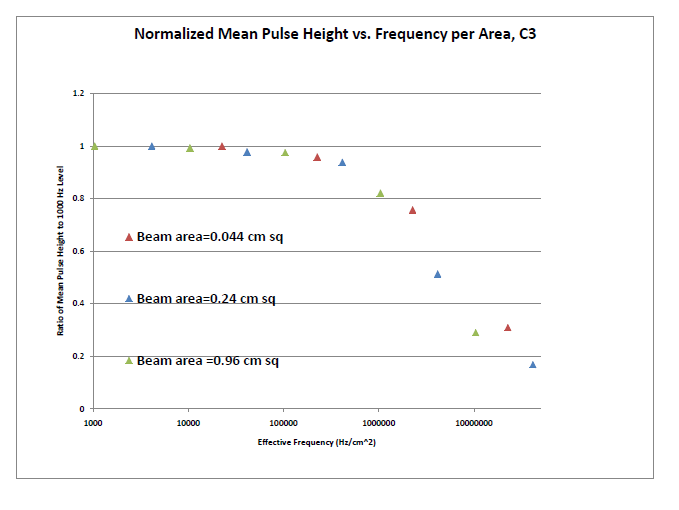 Normalized Mean Pulse Height vs. Frequency per Area, C3
1.2
1
0.8
0.6
0.4
0.2
0
Ratio of Mean Pulse Height to 1000 Hz Level
Beam area=0.044 cm sq
Beam area=0.24 cm sq
Beam area =0.96 cm sq
1000 10000 100000 1000000 10000000
Effective Frequency (Hz/cm^2)